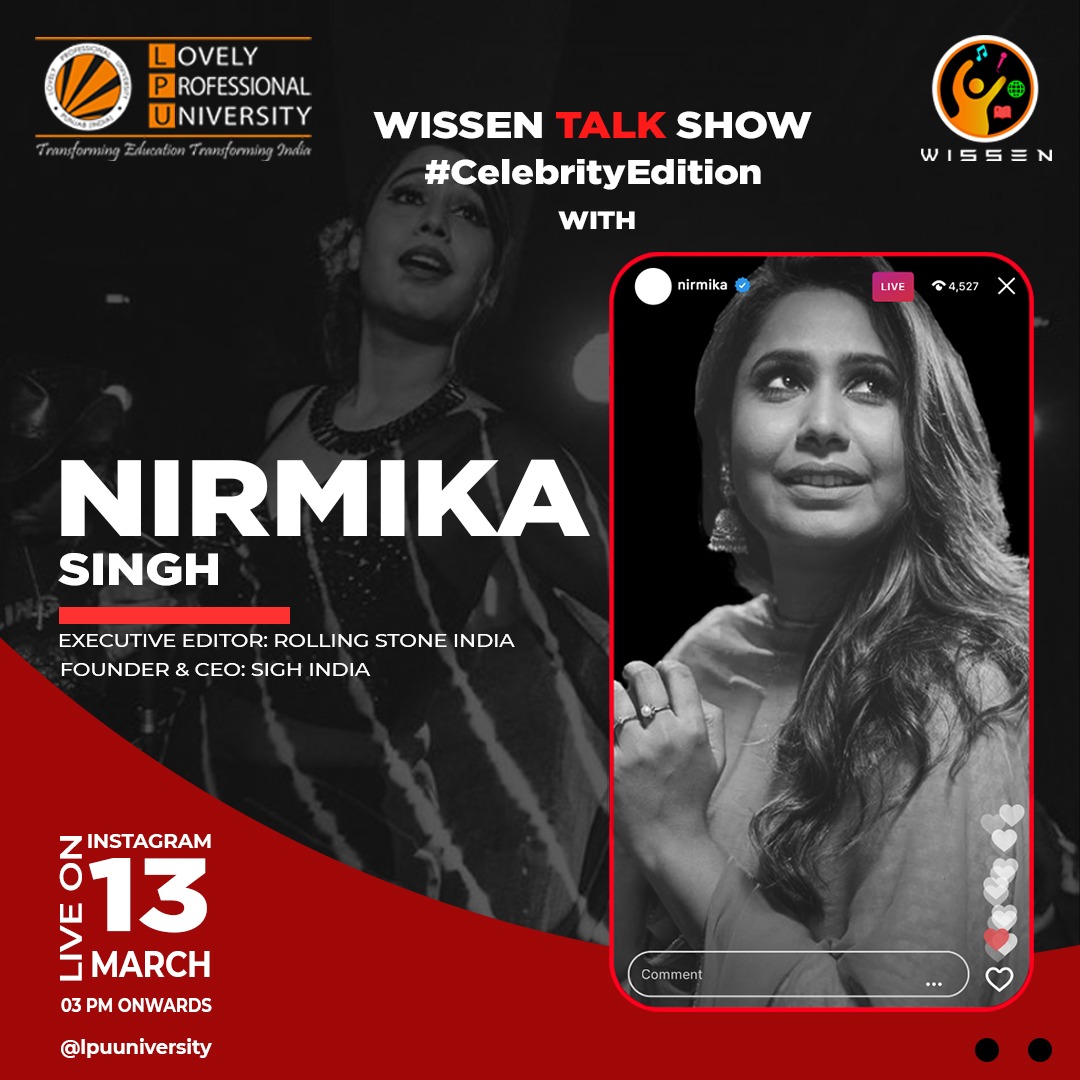 LOVELY
PROFESSIONAL
UNIVERSITY
Transforming Education Transforming India
WISSEN TALK SHOW
#CelebrityEdition
WITH
WISSEN
nirmika
LIVE
4,527
NIRMIKA
SINGH
EXECUTIVE EDITOR: ROLLING STONE INDIA
FOUNDER & CEO: SIGH INDIA
LIVE ON
INSTAGRAM
13
MARCH
03 PM ONWARDS
@lpuuniversity
Comment
...